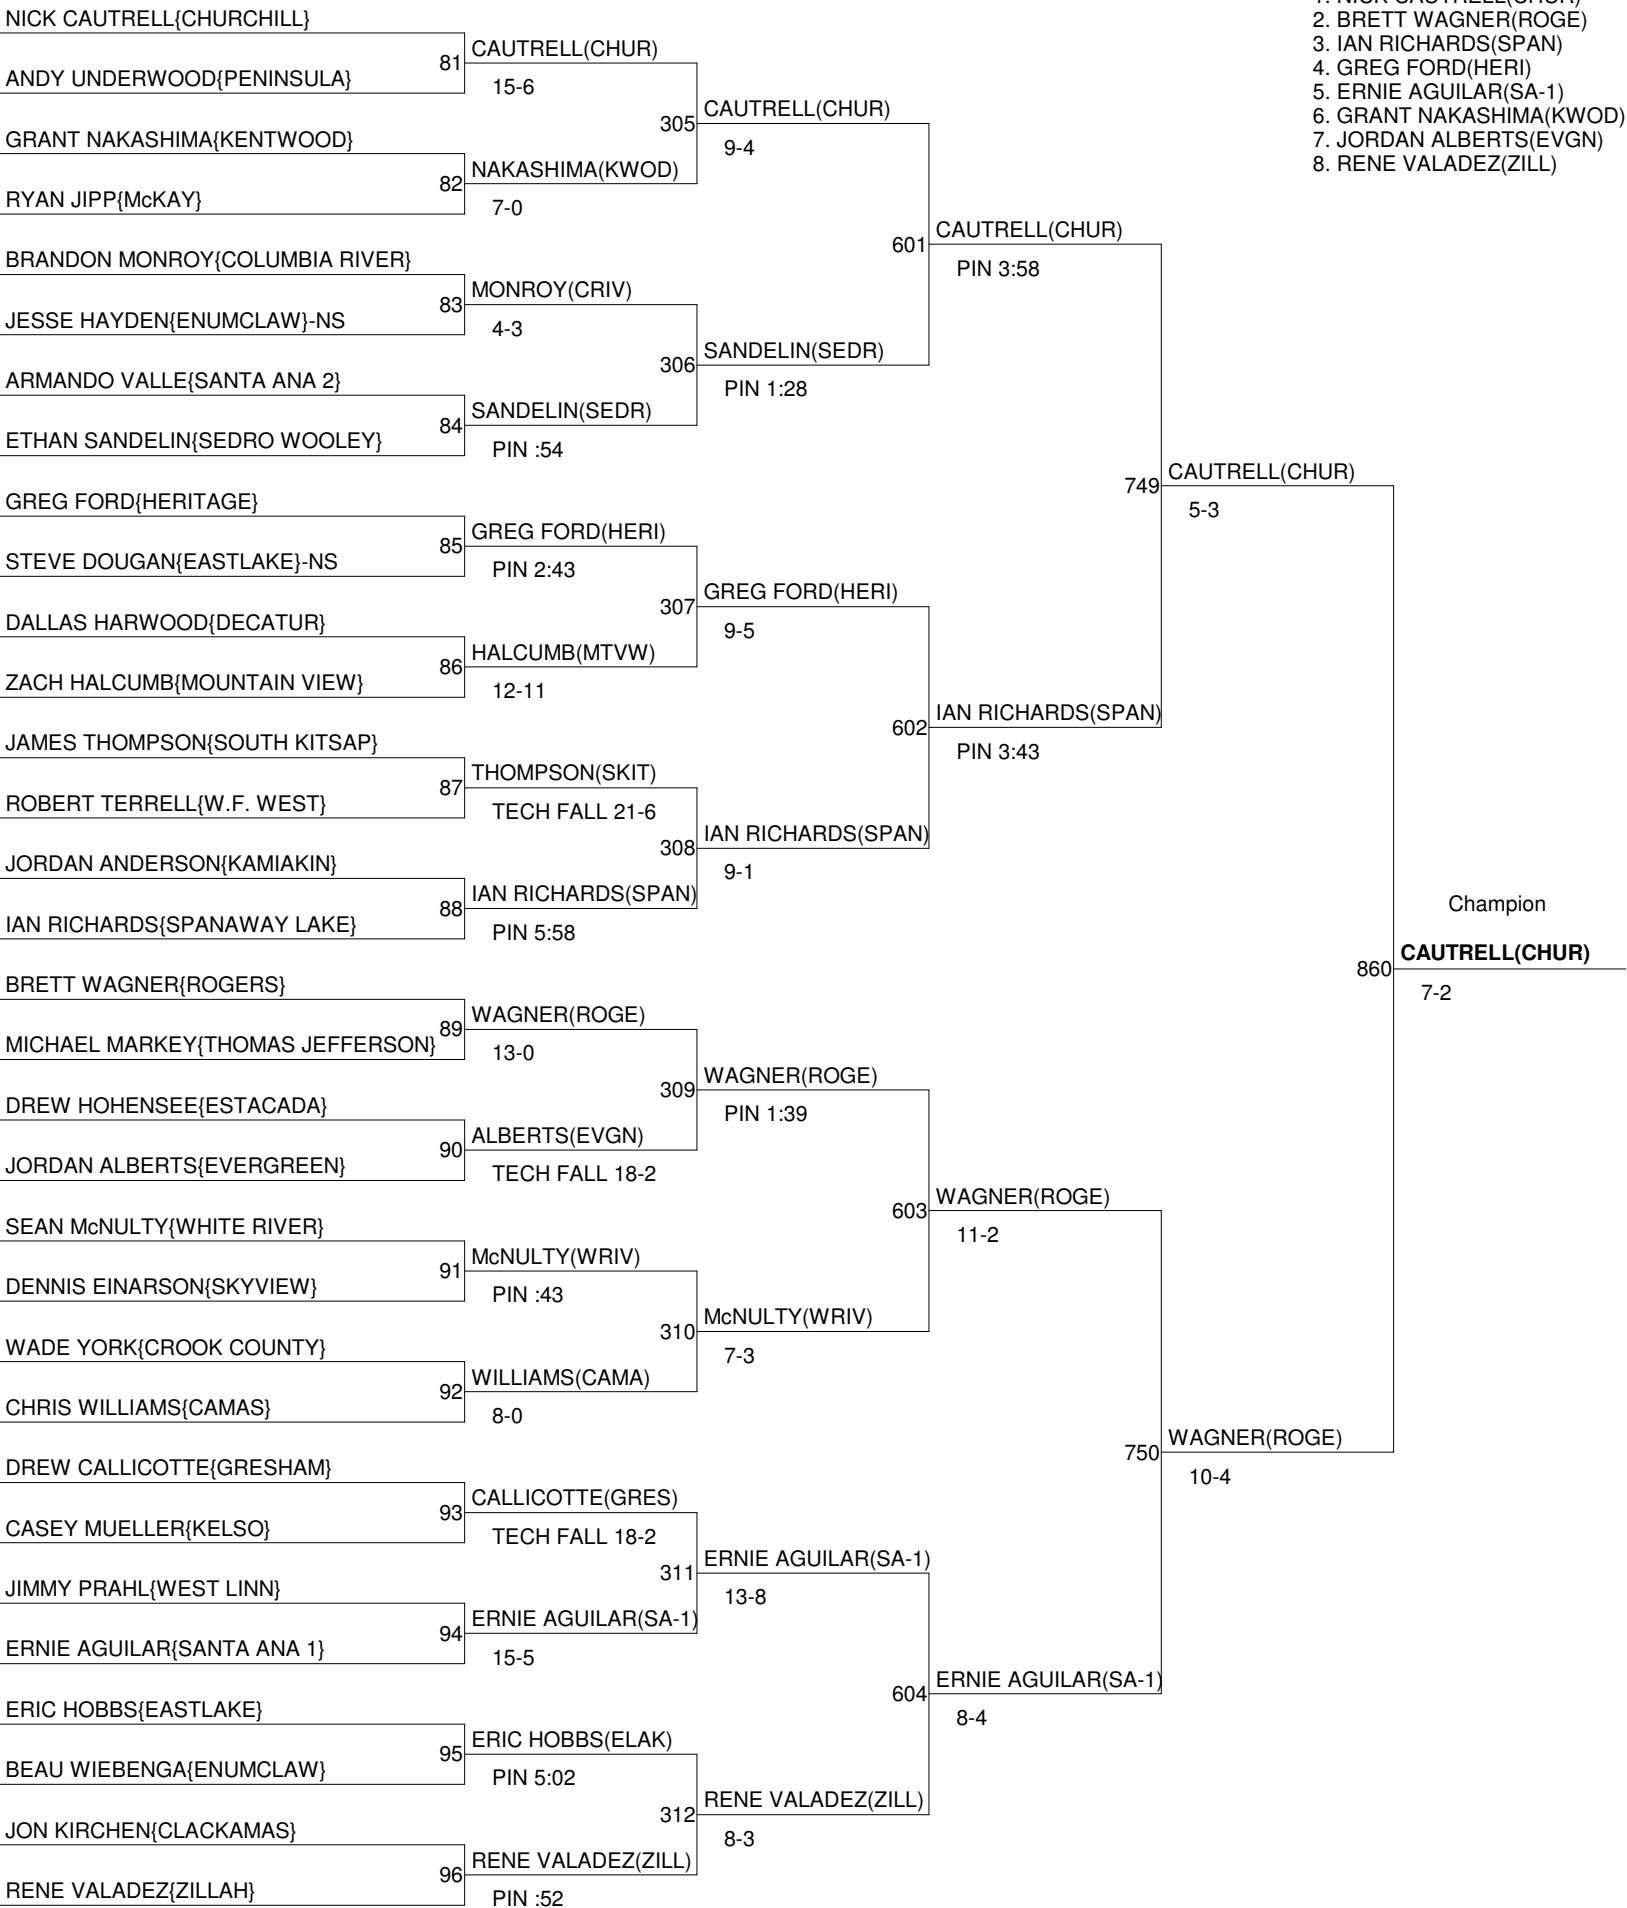 1. NICK CAUTRELL(CHUR)
2. BRETT WAGNER(ROGE)
3. IAN RICHARDS(SPAN)
4. GREG FORD(HERI)
5. ERNIE AGUILAR(SA-1)
6. GRANT NAKASHIMA(KWOD)
7. JORDAN ALBERTS(EVGN)
8. RENE VALADEZ(ZILL)
NICK CAUTRELL{CHURCHILL}
ANDY UNDERWOOD{PENINSULA}
GRANT NAKASHIMA{KENTWOOD}
RYAN JIPP{McKAY}
BRANDON MONROY{COLUMBIA RIVER}
JESSE HAYDEN{ENUMCLAW}-NS
ARMANDO VALLE{SANTA ANA 2}
ETHAN SANDELIN{SEDRO WOOLEY}
GREG FORD{HERITAGE}
STEVE DOUGAN{EASTLAKE}-NS
DALLAS HARWOOD{DECATUR}
ZACH HALCUMB{MOUNTAIN VIEW}
JAMES THOMPSON{SOUTH KITSAP}
ROBERT TERRELL{W.F. WEST}
JORDAN ANDERSON{KAMIAKIN}
IAN RICHARDS{SPANAWAY LAKE}
BRETT WAGNER{ROGERS}
MICHAEL MARKEY{THOMAS JEFFERSON}
DREW HOHENSEE{ESTACADA}
JORDAN ALBERTS{EVERGREEN}
SEAN McNULTY{WHITE RIVER}
DENNIS EINARSON{SKYVIEW}
WADE YORK{CROOK COUNTY}
CHRIS WILLIAMS{CAMAS}
DREW CALLICOTTE{GRESHAM}
CASEY MUELLER{KELSO}
JIMMY PRAHL{WEST LINN}
ERNIE AGUILAR{SANTA ANA 1}
ERIC HOBBS{EASTLAKE}
BEAU WIEBENGA{ENUMCLAW}
JON KIRCHEN{CLACKAMAS}
RENE VALADEZ{ZILLAH}
81 CAUTRELL(CHUR)
15-6
82 NAKASHIMA(KWOD)
7-0
83 MONROY(CRIV)
4-3
84 SANDELIN(SEDR)
PIN :54
85 GREG FORD(HERI)
PIN 2:43
86 HALCUMB(MTVW)
12-11
87 THOMPSON(SKIT)
TECH FALL 21-6
88 IAN RICHARDS(SPAN)
PIN 5:58
89 WAGNER(ROGE)
13-0
90 ALBERTS(EVGN)
TECH FALL 18-2
91 McNULTY(WRIV)
PIN :43
92 WILLIAMS(CAMA)
8-0
93 CALLICOTTE(GRES)
TECH FALL 18-2
94 ERNIE AGUILAR(SA-1)
15-5
95 ERIC HOBBS(ELAK)
PIN 5:02
96 RENE VALADEZ(ZILL)
PIN :52
305 CAUTRELL(CHUR)
9-4
306 SANDELIN(SEDR)
PIN 1:28
307 GREG FORD(HERI)
9-5
308 IAN RICHARDS(SPAN)
9-1
309 WAGNER(ROGE)
PIN 1:39
310 McNULTY(WRIV)
7-3
311 ERNIE AGUILAR(SA-1)
13-8
312 RENE VALADEZ(ZILL)
8-3
601 CAUTRELL(CHUR)
PIN 3:58
602 IAN RICHARDS(SPAN)
PIN 3:43
603 WAGNER(ROGE)
11-2
604 ERNIE AGUILAR(SA-1)
8-4
749 CAUTRELL(CHUR)
5-3
750 WAGNER(ROGE)
10-4
Champion
860 CAUTRELL(CHUR)
7-2